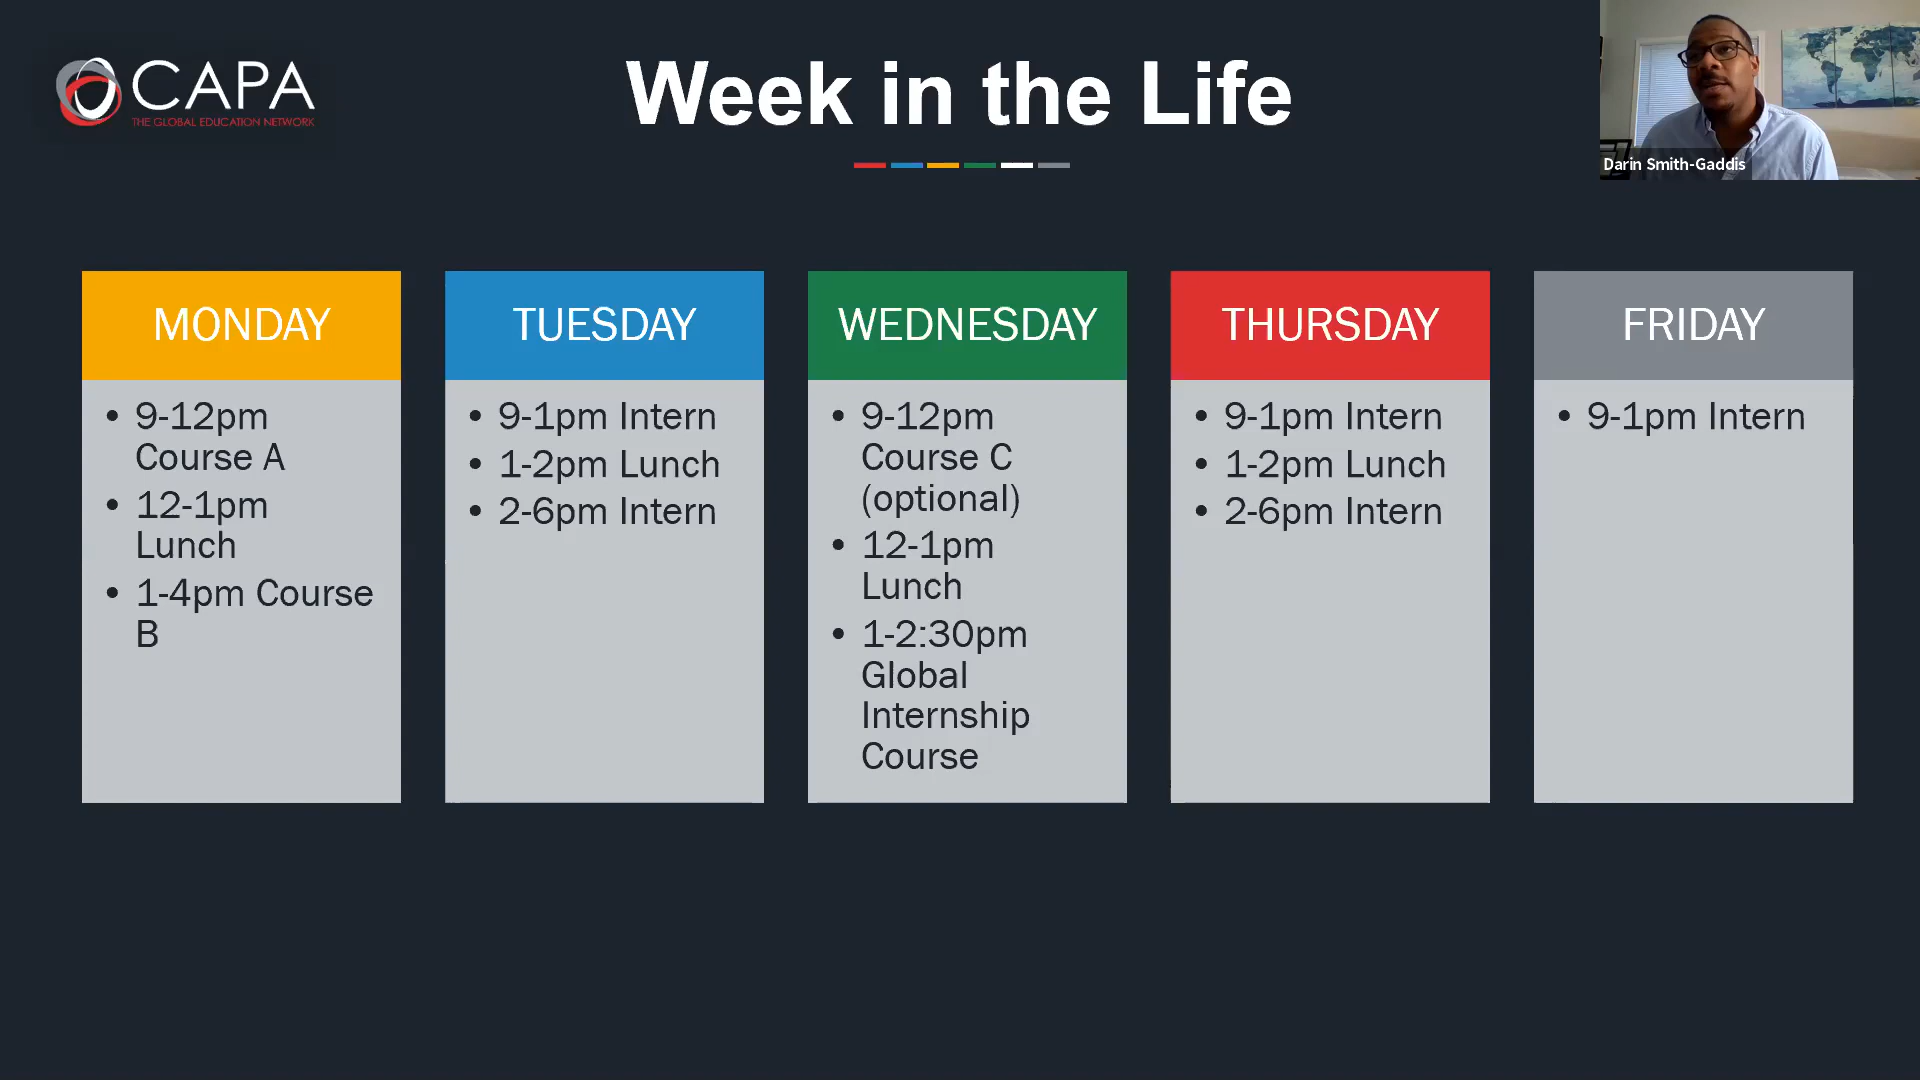 CAPA
THE GLOBAL EDUCATION NETWORK
Week in the Life
Darin Smith-Gaddis
MONDAY
• 9-12pm
Course A
• 12-1pm
Lunch
• 1-4pm Course
B
TUESDAY
• 9-1pm Intern
• 1-2pm Lunch
• 2-6pm Intern
WEDNESDAY
• 9-12pm
Course C
(optional)
• 12-1pm
Lunch
• 1-2:30pm
Global
Internship
Course
THURSDAY
• 9-1pm Intern
• 1-2pm Lunch
• 2-6pm Intern
FRIDAY
• 9-1pm Intern